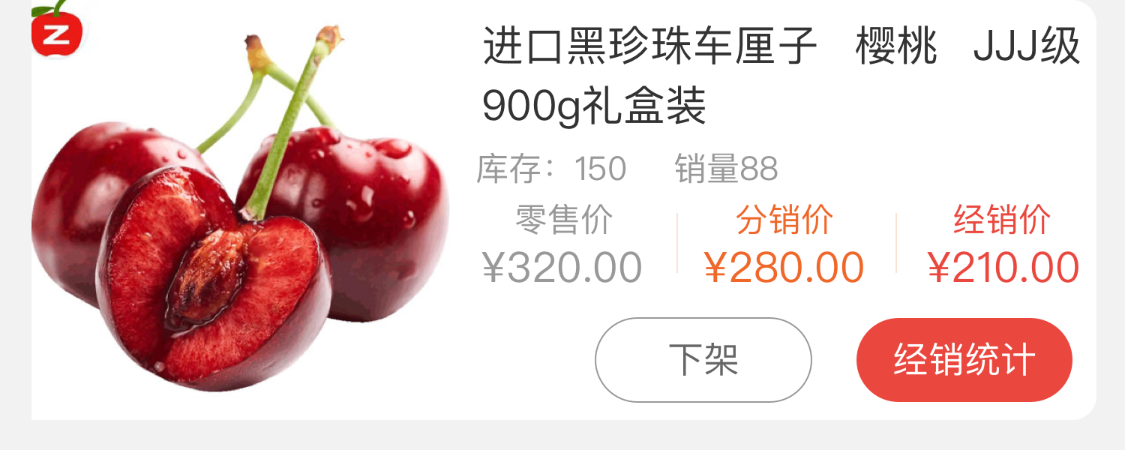 Z
进口黑珍珠车厘子 樱桃 JJJ级
900g礼盒装
库存：150 销量88
零售价 分销价 经销价
¥320.00 ¥280.00 ¥210.00
下架 经销统计